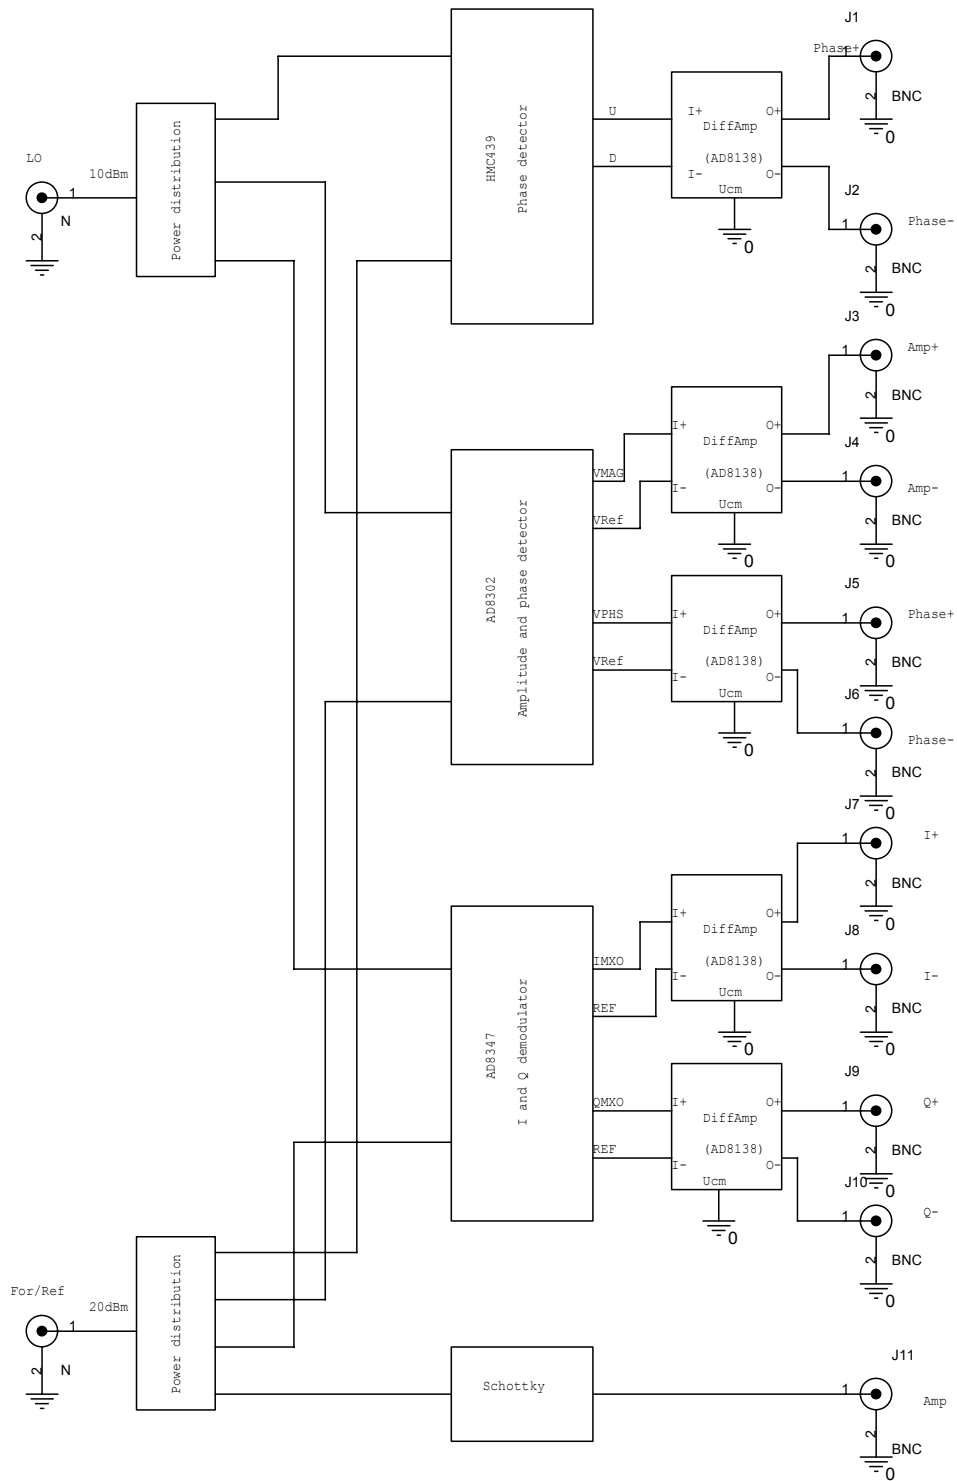 J1
Phase+
1
2
BNC
0
HMC439
Phase detector
U
D
I+
O+
DiffAmp
(AD8138)
I-
O-
Ucm
0
LO
10dBm
1
2
N
Power distribution
J2
Phase-
1
2
BNC
0
J3
Amp+
1
2
BNC
0
AD8302
Amplitude and phase detector
VMAG
VRef
I+
O+
DiffAmp
(AD8138)
I-
O-
Ucm
0
J4
Amp-
1
2
BNC
0
VPHS
VRef
I+
O+
DiffAmp
(AD8138)
I-
O-
Ucm
0
J5
Phase+
1
2
BNC
0
J6
Phase-
1
2
BNC
0
AD8347
I and Q demodulator
IMXO
REF
I+
O+
DiffAmp
(AD8138)
I-
O-
Ucm
0
J7
I+
1
2
BNC
0
J8
I-
1
2
BNC
0
QMXO
REF
I+
O+
DiffAmp
(AD8138)
I-
O-
Ucm
0
J9
Q+
1
2
BNC
0
J10
Q-
1
2
BNC
0
For/Ref
20dBm
1
2
N
Power distribution
Schottky
J11
Amp
1
2
BNC
0